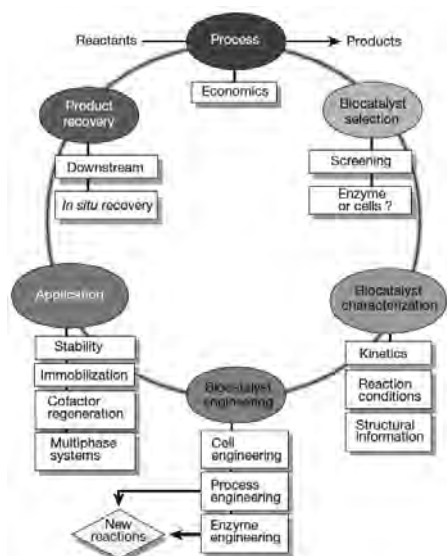 Reactants
Process
Products
Economics
Product
recovery
Downstream
In situ recovery
Biocatalyst
selection
Screening
Enzyme
or cells ?
Application
Stability
Immobilization
Cofactor
regeneration
Multiphase
systems
Biocatalyst
characterization
Kinetics
Reaction
conditions
Structural
information
Biocatalyst
engineering
Cell
engineering
Process
engineering
Enzyme
engineering
New
reactions